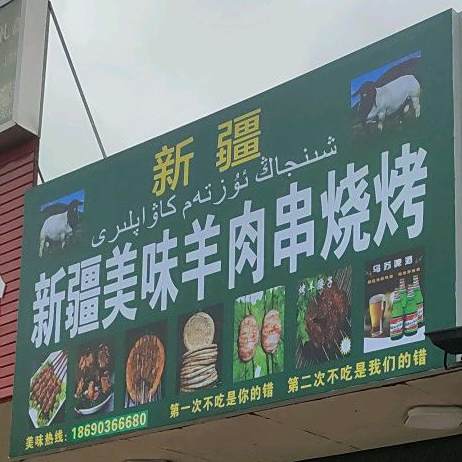 新疆
شىنجاڭ ئۆزتەم كاۋاپلىرى
新疆美味羊肉串烧烤
乌苏啤酒
第一次不吃是你的错 第二次不吃是我们的错
美味热线：18690366680